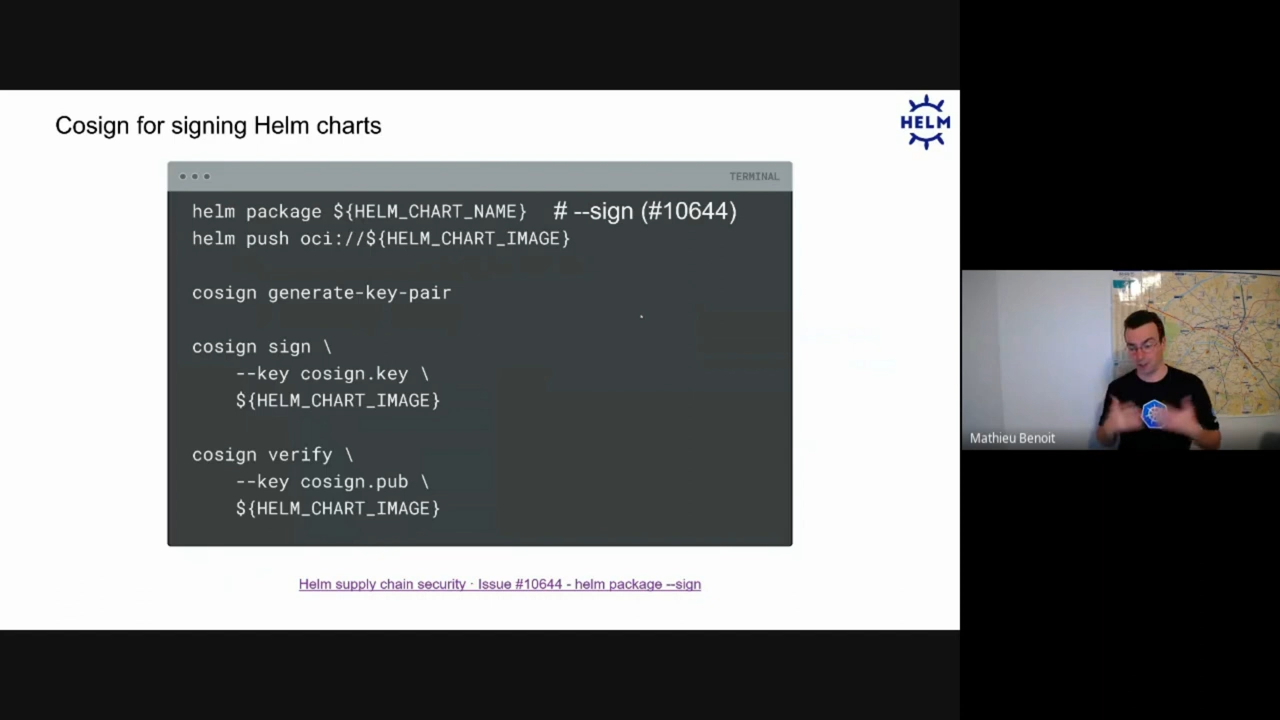 Cosign for signing Helm charts
HELM
TERMINAL
helm package ${HELM_CHART_NAME} # --sign (#10644)
helm push oci://${HELM_CHART_IMAGE}
cosign generate-key-pair
cosign sign \
--key cosign.key \
${HELM_CHART_IMAGE}
cosign verify \
--key cosign.pub \
${HELM_CHART_IMAGE}
Helm supply chain security · Issue #10644 - helm package --sign
Mathieu Benoit